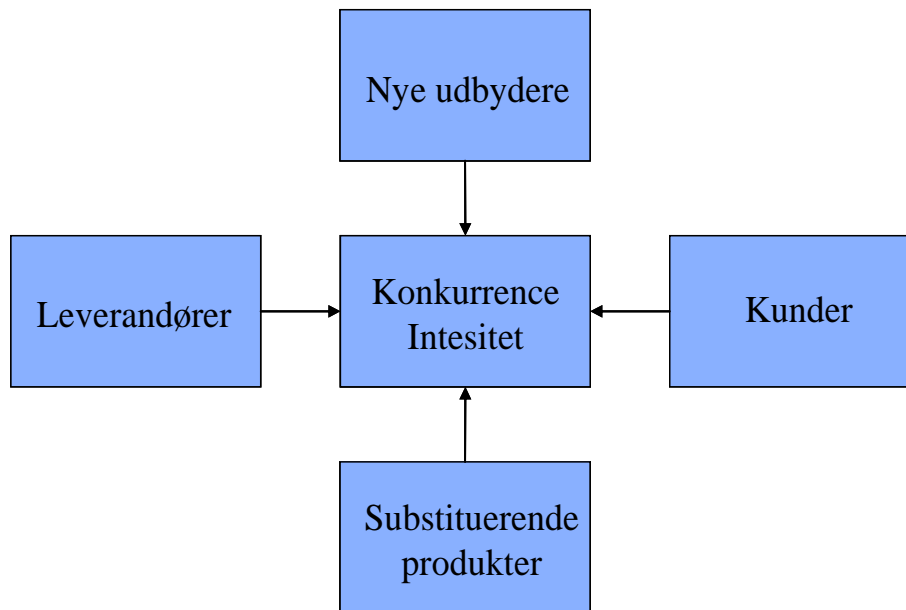 Nye udbydere
Leverandører
Konkurrence
Intesitet
Kunder
Substituerende
produkter